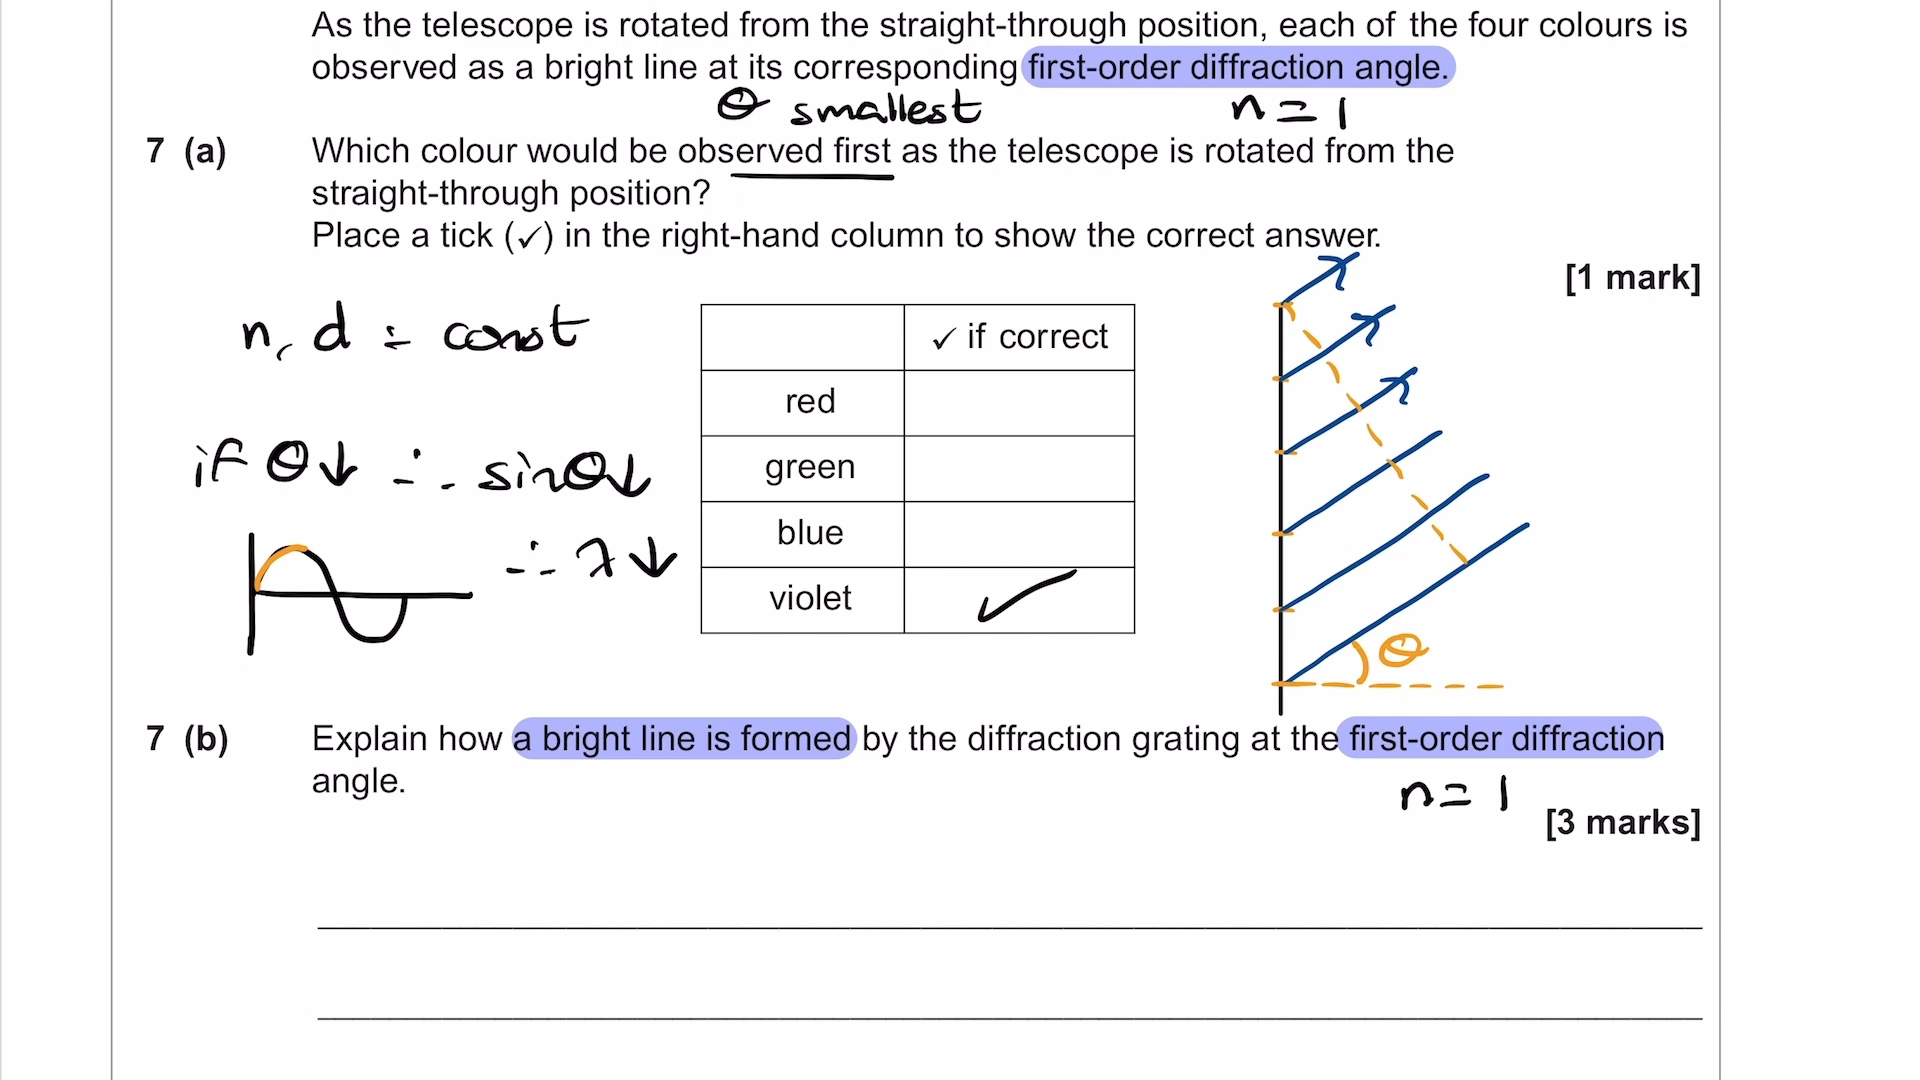 As the telescope is rotated from the straight-through position, each of the four colours is
observed as a bright line at its corresponding first-order diffraction angle.
θ smallest
n = 1
7 (a) Which colour would be observed first as the telescope is rotated from the
straight-through position?
Place a tick (✓) in the right-hand column to show the correct answer.
[1 mark]
n, d = const
if θ↓ ∴ sinθ↓
∴ λ↓
✓ if correct
red
green
blue
violet ✓
θ
7 (b) Explain how a bright line is formed by the diffraction grating at the first-order diffraction
angle.
n = 1
[3 marks]